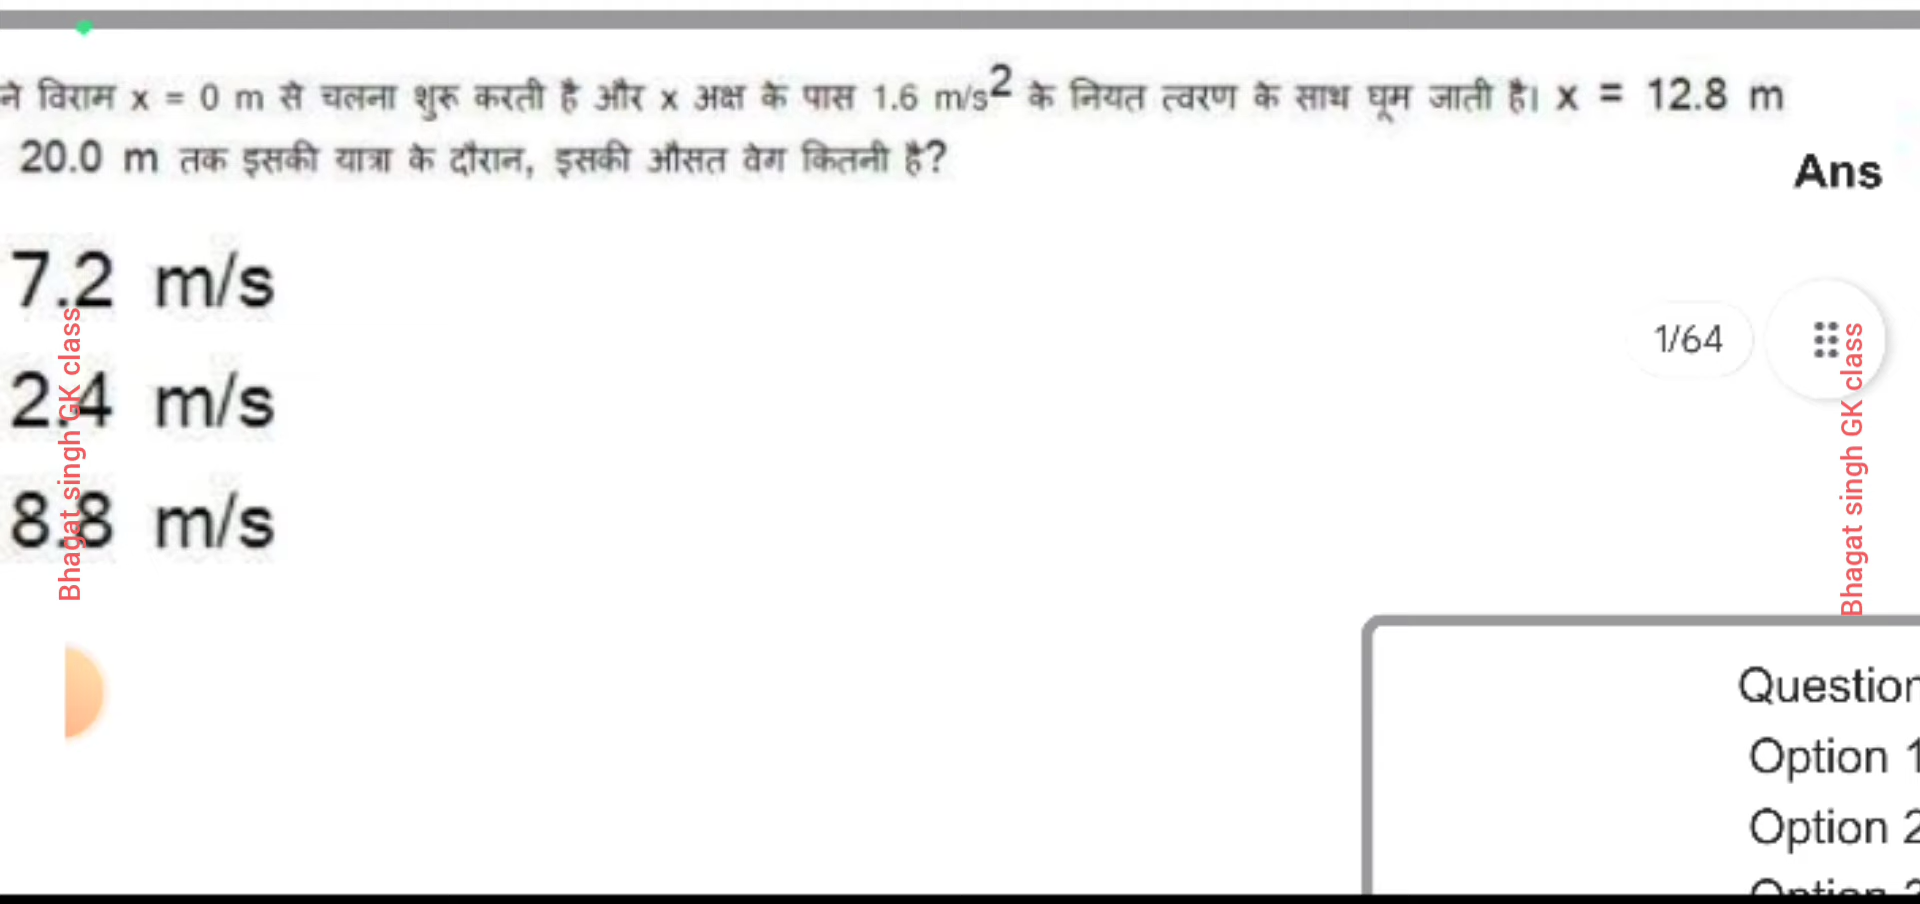 ने विराम x = 0 m से चलना शुरू करती है और x अक्ष के पास 1.6 m/s2 के नियत त्वरण के साथ घूम जाती है। x = 12.8 m
20.0 m तक इसकी यात्रा के दौरान, इसकी औसत वेग कितनी है?
Ans
7.2 m/s
2.4 m/s
8.8 m/s
1/64
Bhagat singh GK class
Bhagat singh GK class
Question
Option 1
Option 2
Option